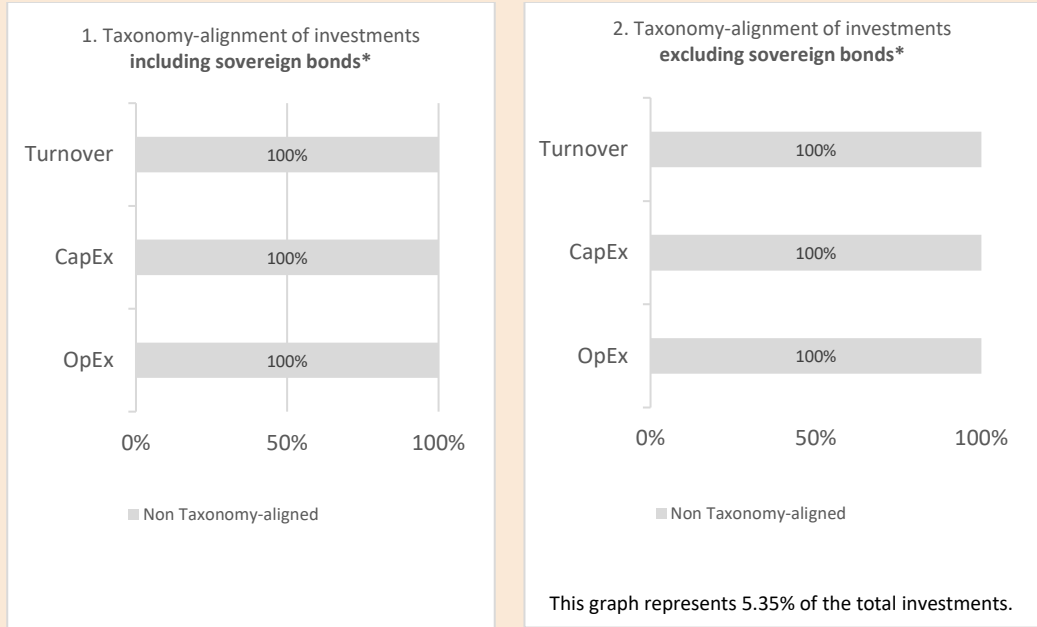 1. Taxonomy-alignment of investments
including sovereign bonds*
Turnover
100%
CapEx
100%
OpEx
100%
0%
50%
100%
Non Taxonomy-aligned
2. Taxonomy-alignment of investments
excluding sovereign bonds*
Turnover
100%
CapEx
100%
OpEx
100%
0%
50%
100%
Non Taxonomy-aligned
This graph represents 5.35% of the total investments.